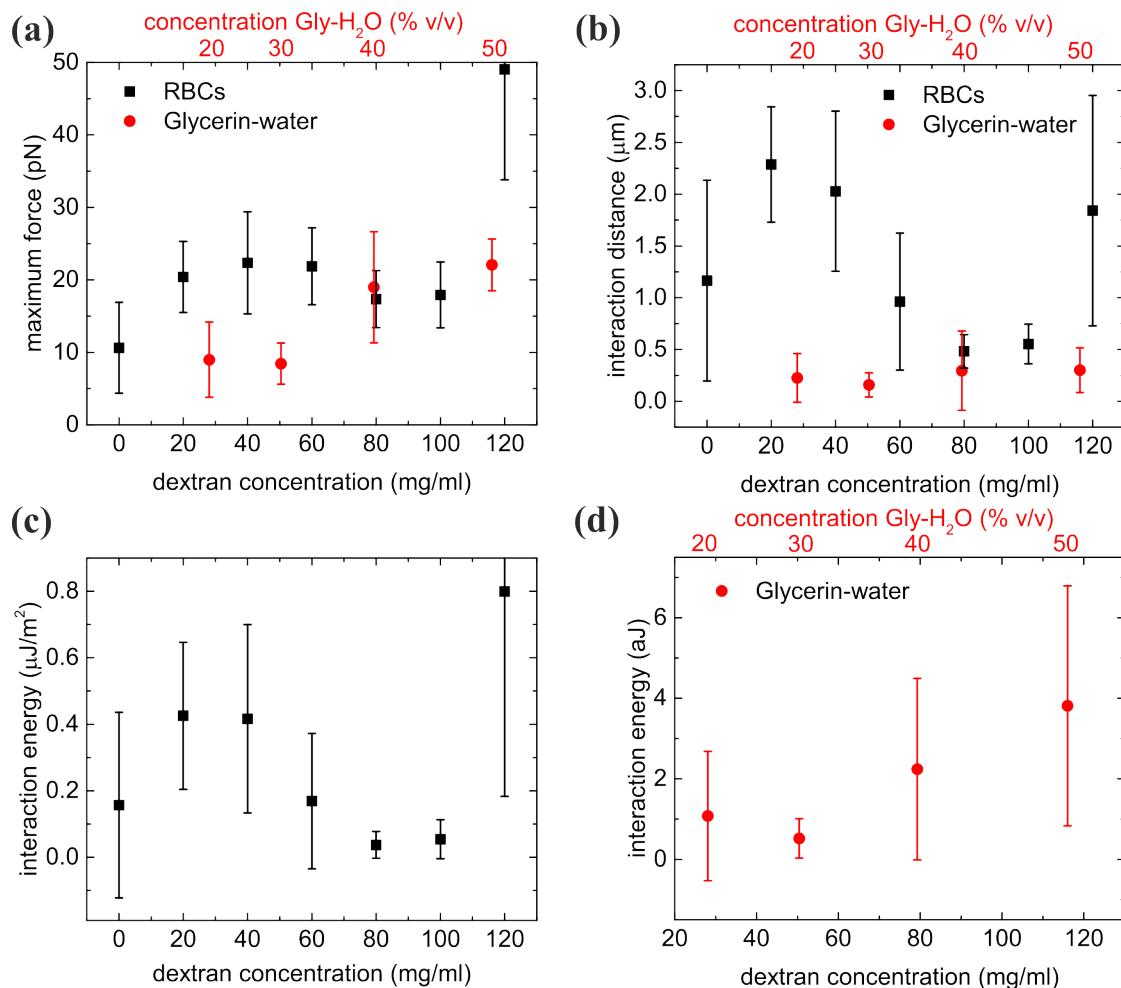 (a)
concentration Gly-H₂O (% v/v)
20 30 40 50
50
40
30
20
10
0
maximum force (pN)
RBCs
Glycerin-water
0 20 40 60 80 100 120
dextran concentration (mg/ml)
(b)
concentration Gly-H₂O (% v/v)
20 30 40 50
3.0
2.5
2.0
1.5
1.0
0.5
0.0
interaction distance (μm)
RBCs
Glycerin-water
0 20 40 60 80 100 120
dextran concentration (mg/ml)
(c)
0.8
0.6
0.4
0.2
0.0
interaction energy (μJ/m²)
0 20 40 60 80 100 120
dextran concentration (mg/ml)
(d)
concentration Gly-H₂O (% v/v)
20 30 40 50
6
4
2
0
interaction energy (aJ)
Glycerin-water
20 40 60 80 100 120
dextran concentration (mg/ml)